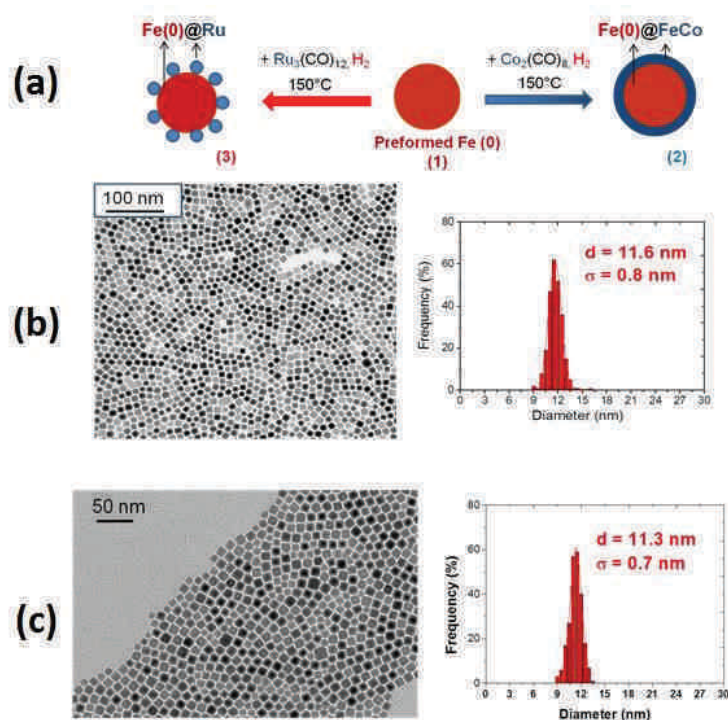 (a)
Fe(0)@Ru
+ Ru3(CO)12, H2
150°C
+ Co2(CO)8, H2
150°C
Fe(0)@FeCo
(3)
Preformed Fe (0)
(1)
(2)
(b)
100 nm
Frequency (%)
80
60
40
20
0
0 3 6 9 12 15 18 21 24 27 30
Diameter (nm)
d = 11.6 nm
σ = 0.8 nm
(c)
50 nm
Frequency (%)
80
60
40
20
0
0 3 6 9 12 15 18 21 24 27 30
Diameter (nm)
d = 11.3 nm
σ = 0.7 nm